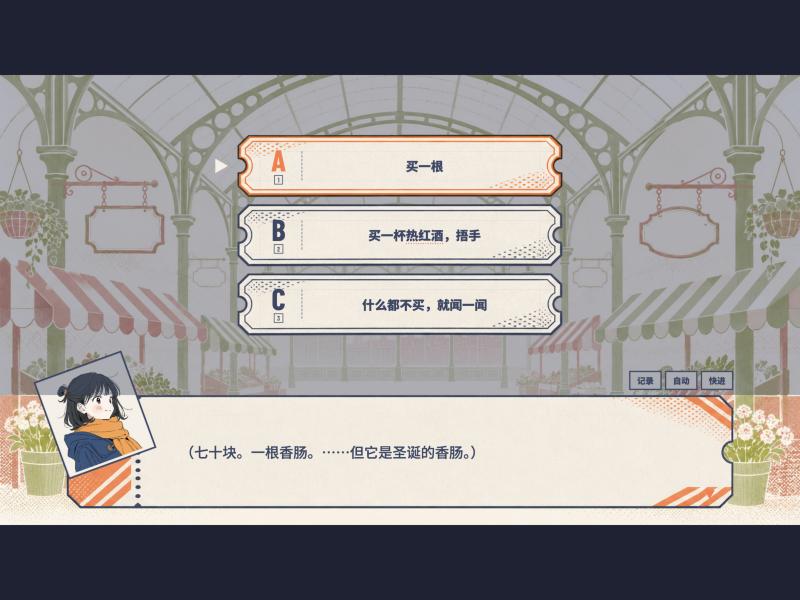 A
1
买一根
B
2
买一杯热红酒，捂手
C
3
什么都不买，就闻一闻
记录
自动
快进
（七十块。一根香肠。……但它是圣诞的香肠。）